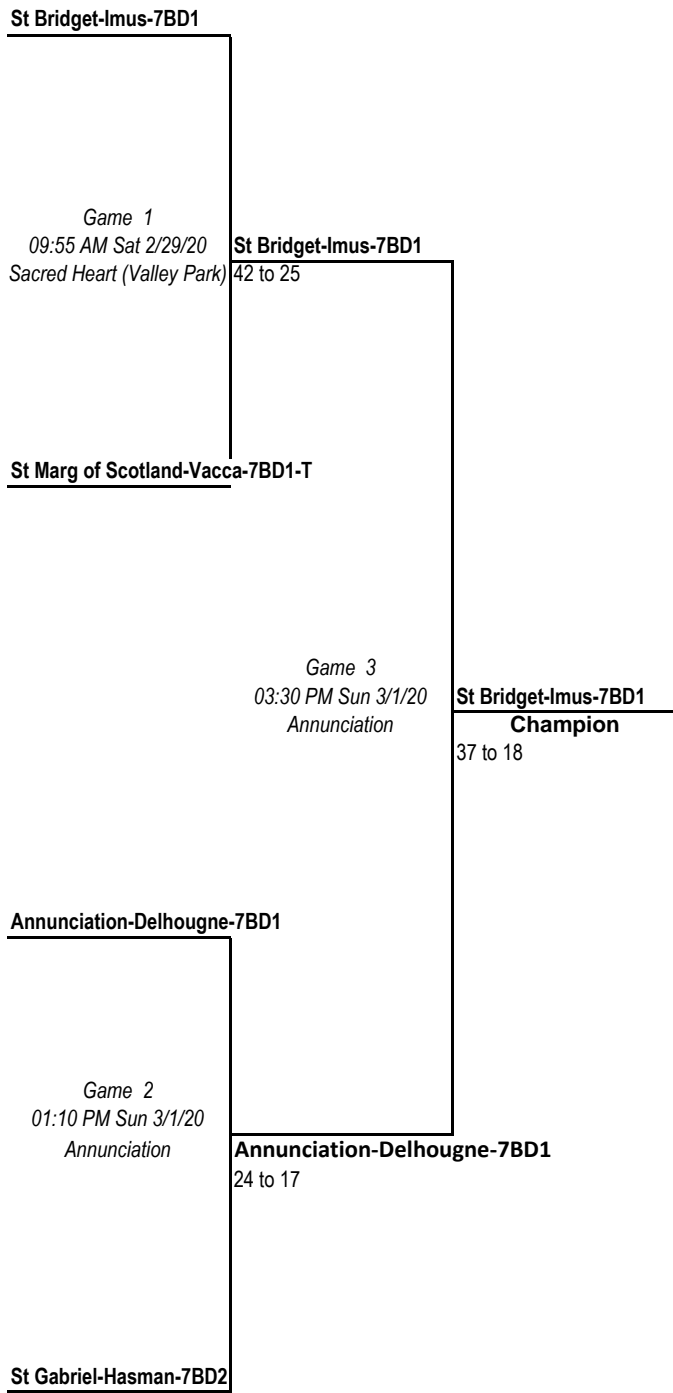 St Bridget-Imus-7BD1
Game 1
09:55 AM Sat 2/29/20
Sacred Heart (Valley Park)
St Bridget-Imus-7BD1
42 to 25
St Marg of Scotland-Vacca-7BD1-T
Game 3
03:30 PM Sun 3/1/20
Annunciation
St Bridget-Imus-7BD1
Champion
37 to 18
Annunciation-Delhougne-7BD1
Game 2
01:10 PM Sun 3/1/20
Annunciation
Annunciation-Delhougne-7BD1
24 to 17
St Gabriel-Hasman-7BD2